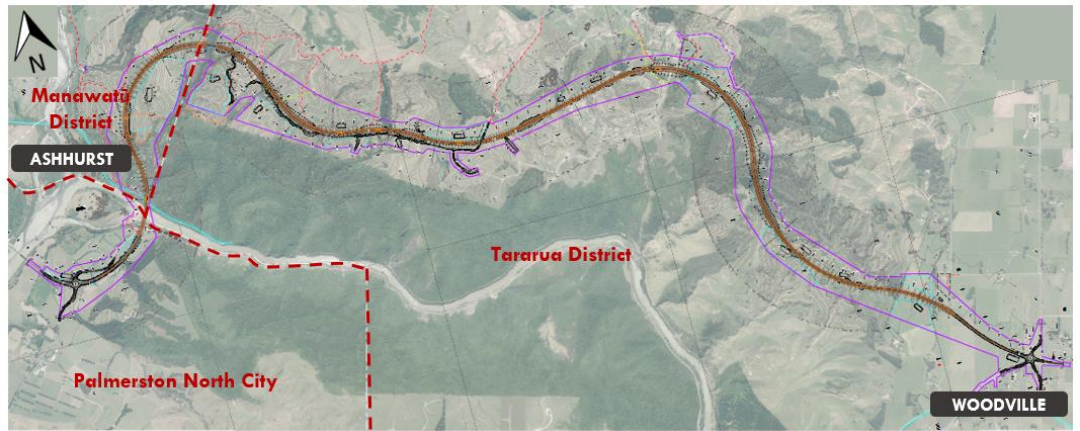 N
Manawatū
District
ASHHURST
Tararua District
Palmerston North City
WOODVILLE